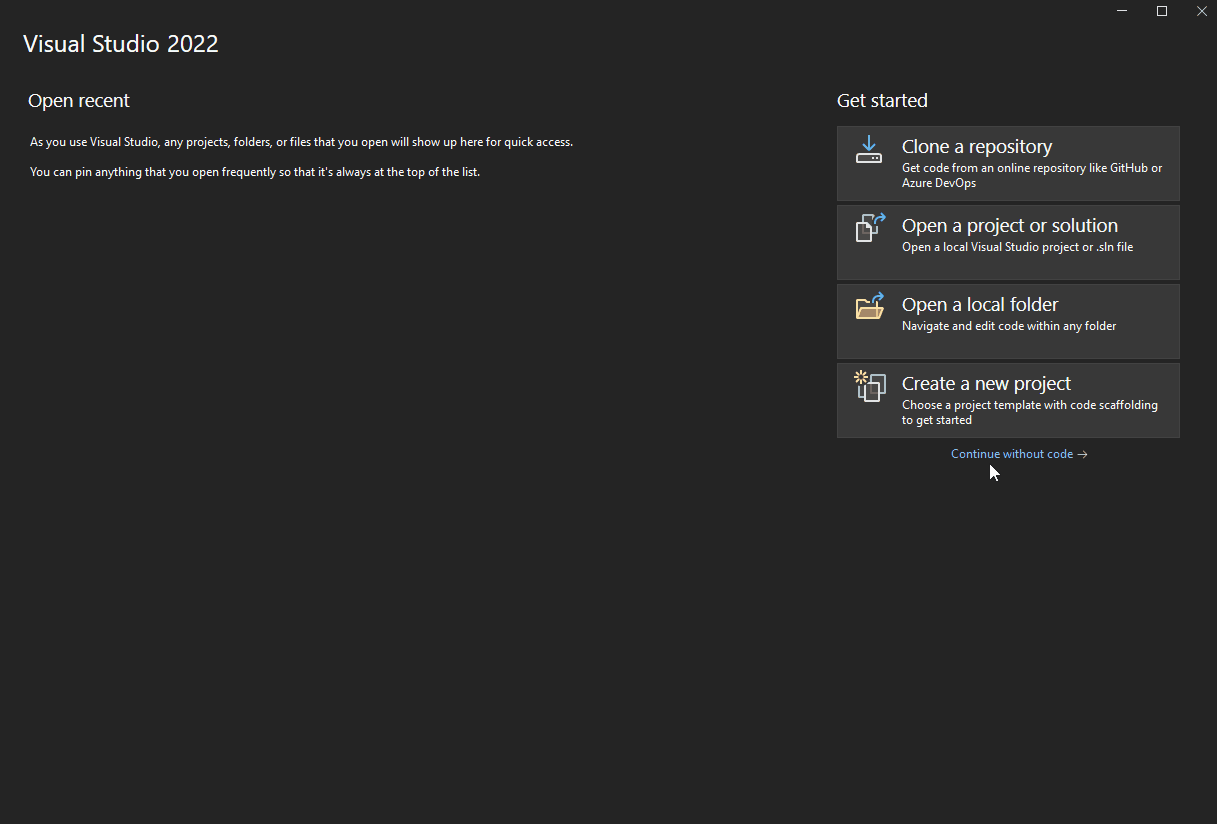 Visual Studio 2022
Open recent
As you use Visual Studio, any projects, folders, or files that you open will show up here for quick access.
You can pin anything that you open frequently so that it's always at the top of the list.
Get started
Clone a repository
Get code from an online repository like GitHub or
Azure DevOps
Open a project or solution
Open a local Visual Studio project or .sln file
Open a local folder
Navigate and edit code within any folder
Create a new project
Choose a project template with code scaffolding
to get started
Continue without code →